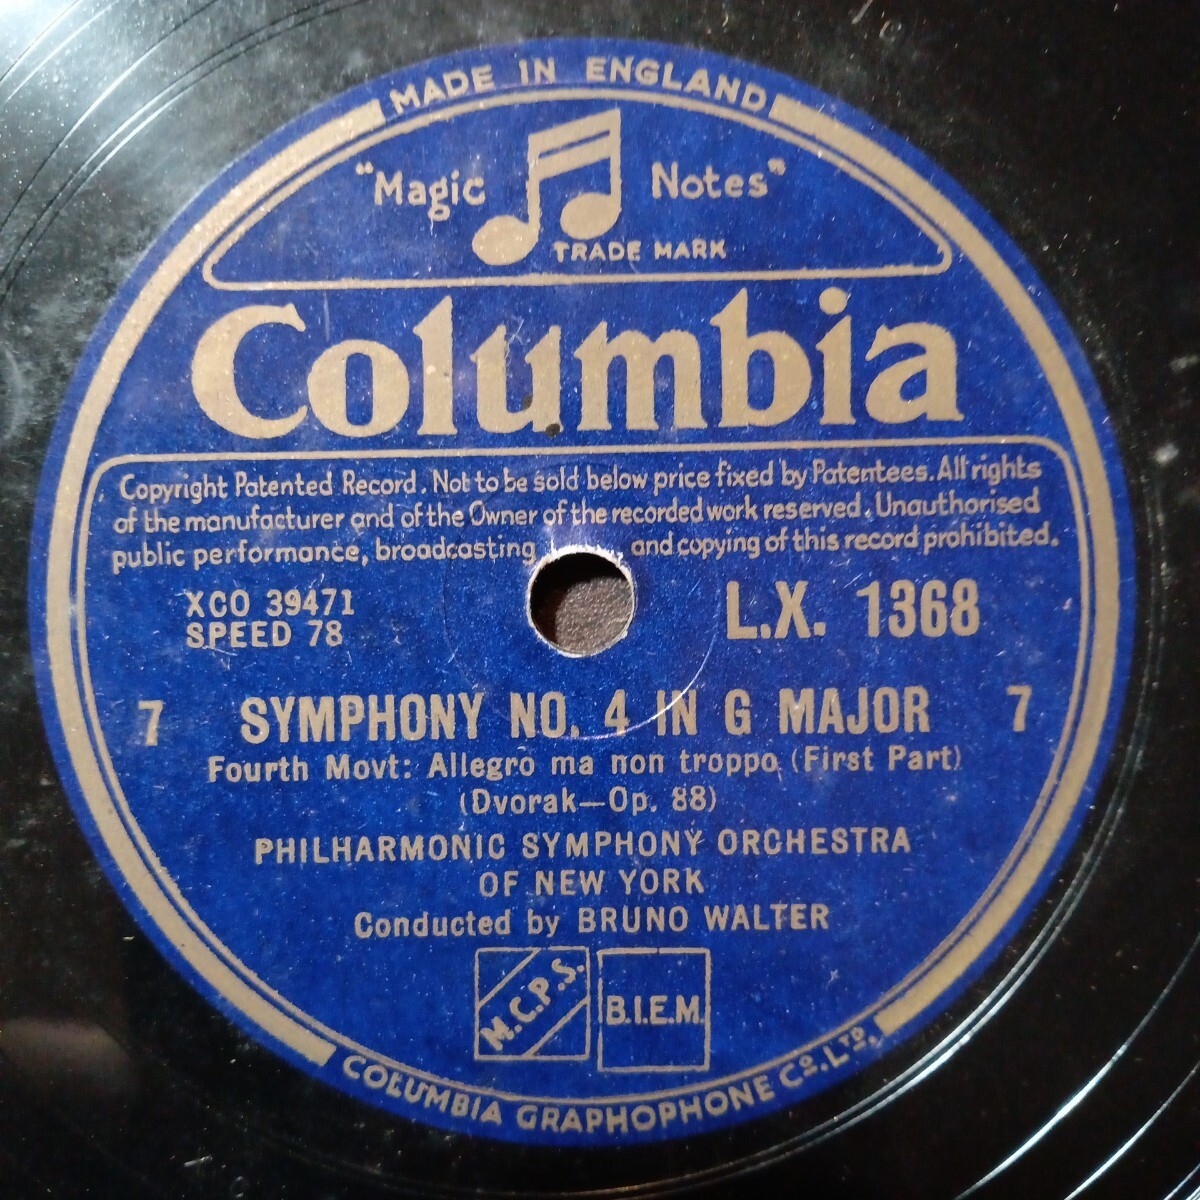 MADE IN ENGLAND
"Magic Notes"
TRADE MARK
Columbia
Copyright Patented Record. Not to be sold below price fixed by Patentees. All rights
of the manufacturer and of the Owner of the recorded work reserved. Unauthorised
public performance, broadcasting and copying of this record prohibited.
XCO 39471
SPEED 78
L.X. 1368
7 SYMPHONY NO. 4 IN G MAJOR 7
Fourth Movt: Allegro ma non troppo (First Part)
(Dvorak—Op. 88)
PHILHARMONIC SYMPHONY ORCHESTRA
OF NEW YORK
Conducted by BRUNO WALTER
M.C.P.S.
B.I.E.M.
COLUMBIA GRAPHOPHONE CO. LTD.